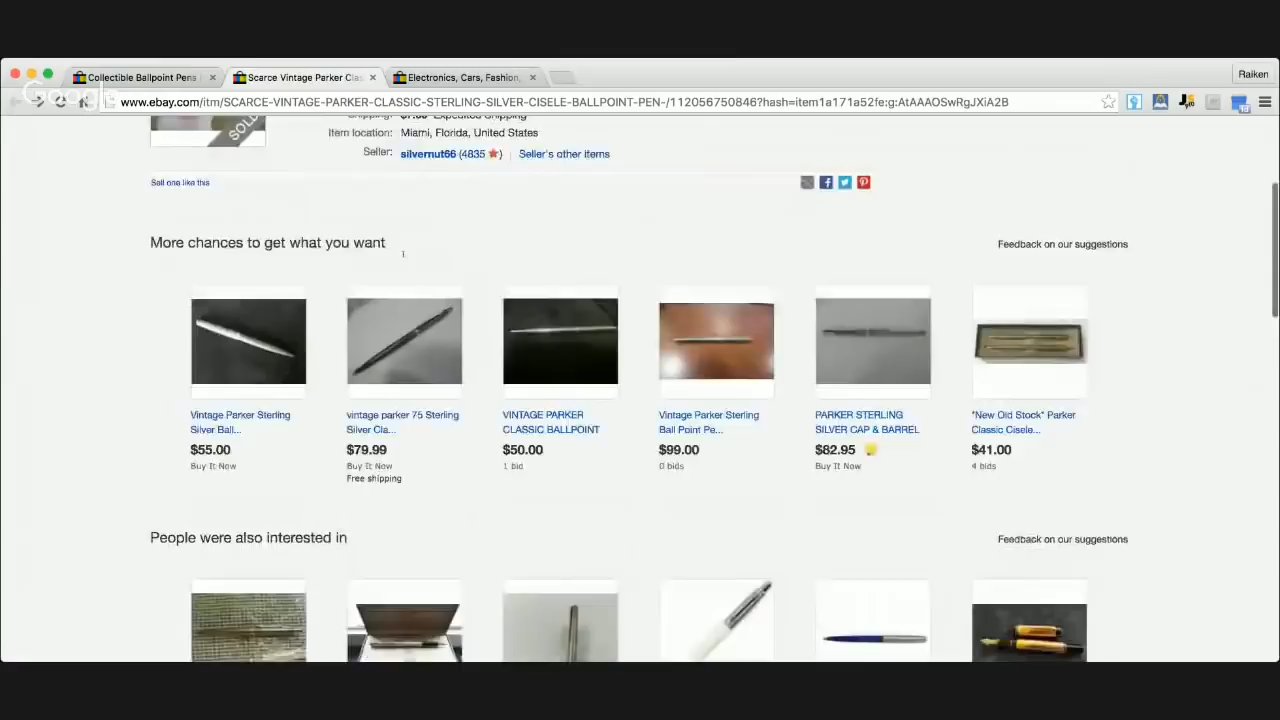 Collectible Ballpoint Pens
Scarce Vintage Parker Clas
Electronics, Cars, Fashion,
Raiken
Google
www.ebay.com/itm/SCARCE-VINTAGE-PARKER-CLASSIC-STERLING-SILVER-CISELE-BALLPOINT-PEN-/112056750846?hash=item1a171a52fe:g:AtAAAOSwRgJXiA2B
SOLD
Expedited Shipping
Item location: Miami, Florida, United States
Seller: silvernut66 (4835) | Seller's other items
Sell one like this
More chances to get what you want
Feedback on our suggestions
Vintage Parker Sterling
Silver Ball...
$55.00
Buy It Now
vintage parker 75 Sterling
Silver Cla...
$79.99
Buy It Now
Free shipping
VINTAGE PARKER
CLASSIC BALLPOINT
$50.00
1 bid
Vintage Parker Sterling
Ball Point Pe...
$99.00
0 bids
PARKER STERLING
SILVER CAP & BARREL
$82.95
Buy It Now
"New Old Stock" Parker
Classic Cisele...
$41.00
4 bids
People were also interested in
Feedback on our suggestions